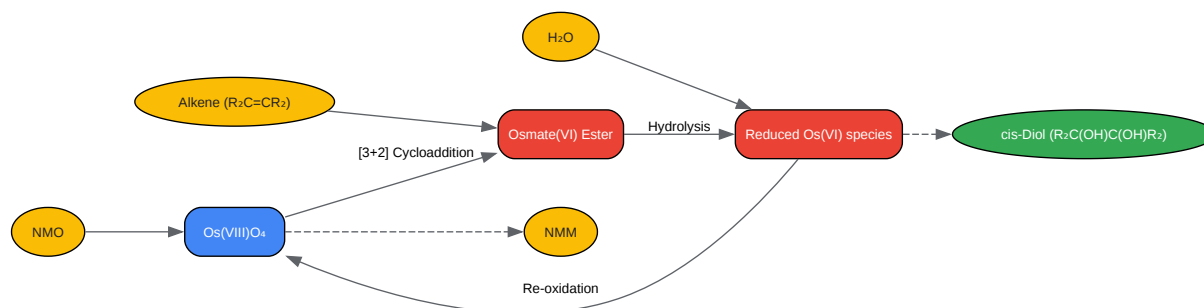 H₂O
Alkene (R₂C=CR₂)
Osmate(VI) Ester
Hydrolysis
Reduced Os(VI) species
cis-Diol (R₂C(OH)C(OH)R₂)
[3+2] Cycloaddition
NMO
Os(VIII)O₄
NMM
Re-oxidation